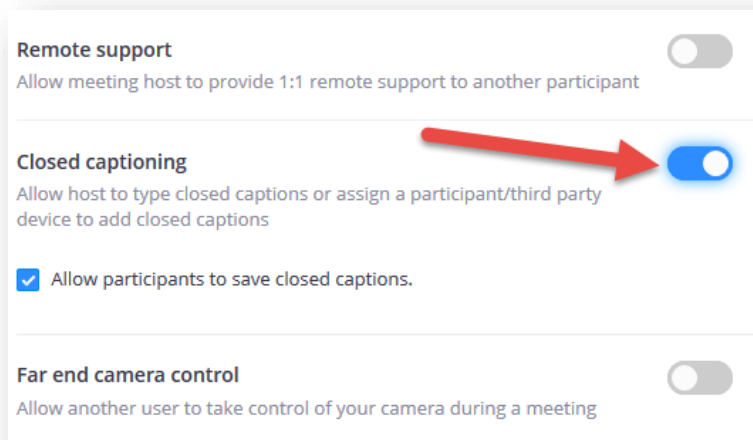 Remote support
Allow meeting host to provide 1:1 remote support to another participant
Closed captioning
Allow host to type closed captions or assign a participant/third party
device to add closed captions
Allow participants to save closed captions.
Far end camera control
Allow another user to take control of your camera during a meeting